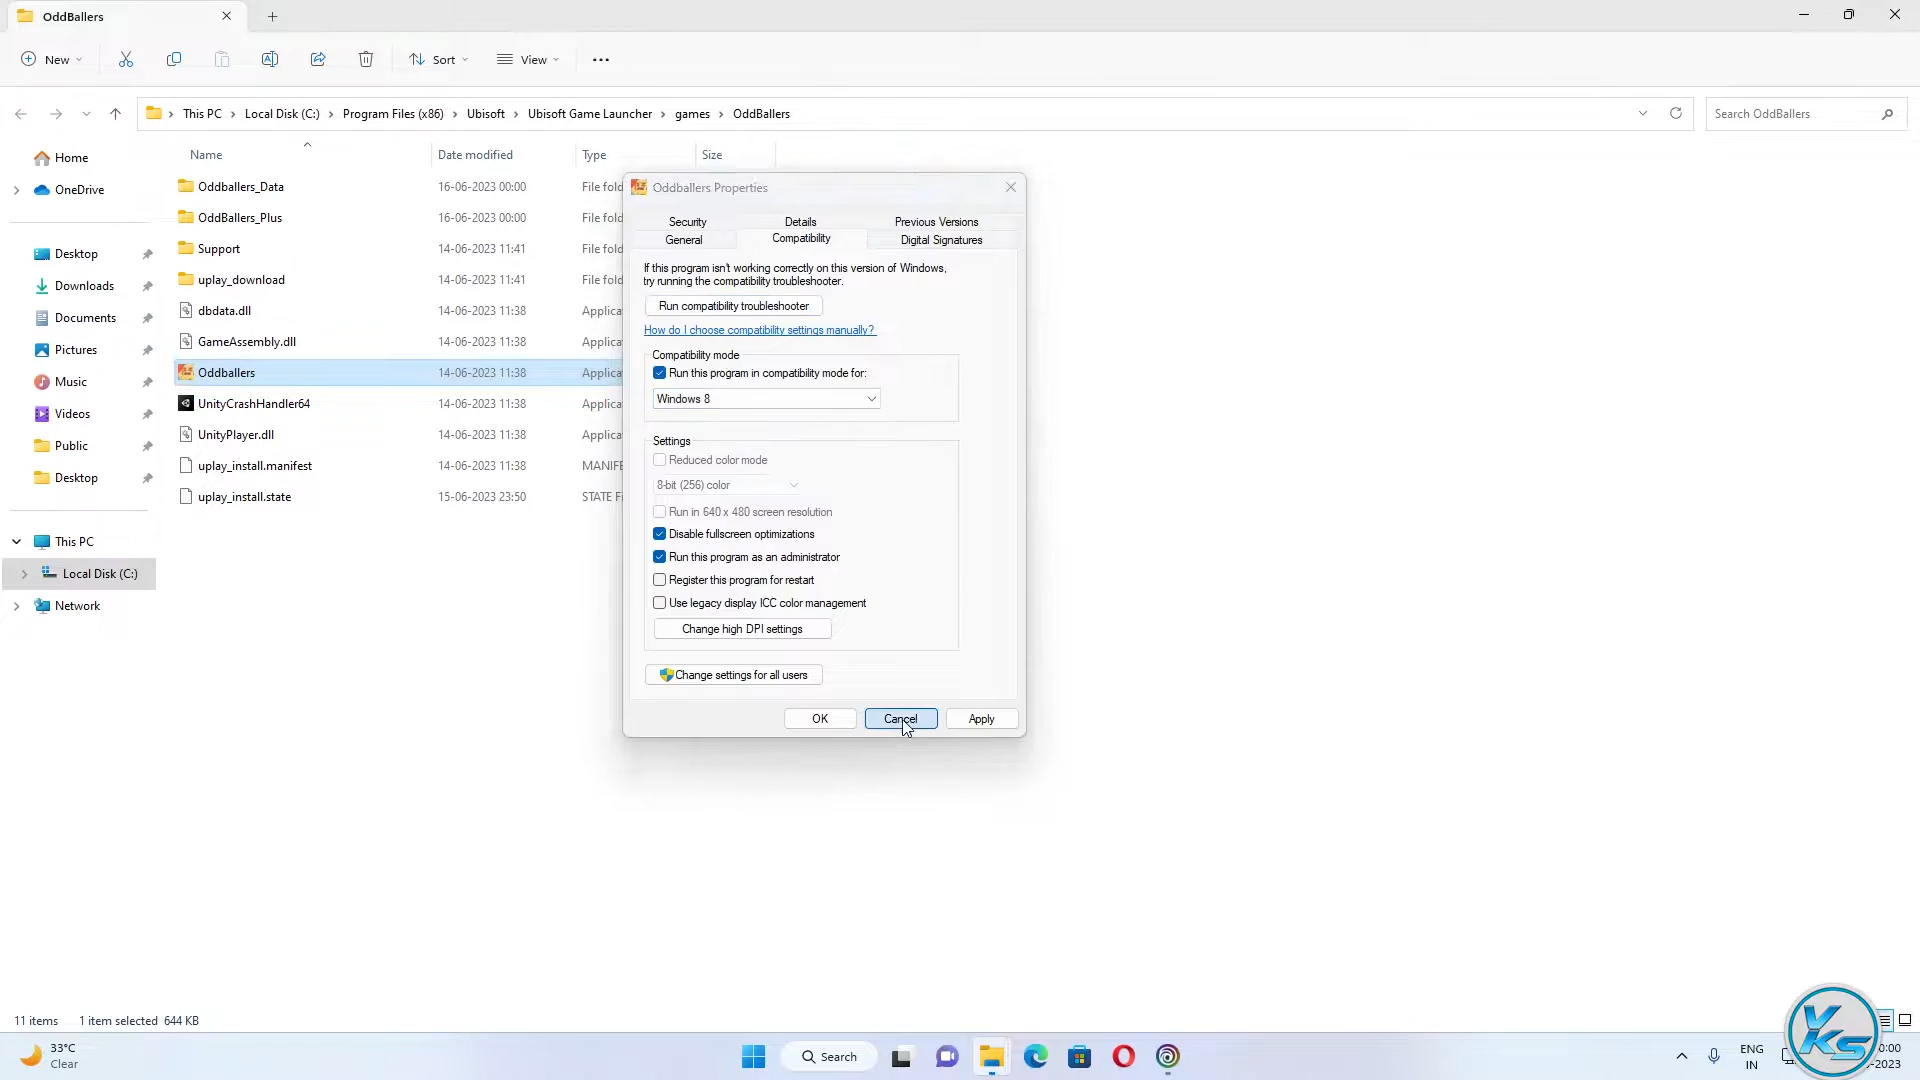 OddBallers
New
Sort
View
This PC > Local Disk (C:) > Program Files (x86) > Ubisoft > Ubisoft Game Launcher > games > OddBallers
Search OddBallers
Home
OneDrive
Desktop
Downloads
Documents
Pictures
Music
Videos
Public
Desktop
This PC
Local Disk (C:)
Network
Name Date modified Type Size
Oddballers_Data 16-06-2023 00:00 File fold
OddBallers_Plus 16-06-2023 00:00 File fold
Support 14-06-2023 11:41 File fold
uplay_download 14-06-2023 11:41 File fold
dbdata.dll 14-06-2023 11:38 Applica
GameAssembly.dll 14-06-2023 11:38 Applica
Oddballers 14-06-2023 11:38 Applica
UnityCrashHandler64 14-06-2023 11:38 Applica
UnityPlayer.dll 14-06-2023 11:38 Applica
uplay_install.manifest 14-06-2023 11:38 MANIFE
uplay_install.state 15-06-2023 23:50 STATE F
Oddballers Properties
Security Details Previous Versions
General Compatibility Digital Signatures
If this program isn't working correctly on this version of Windows,
try running the compatibility troubleshooter.
Run compatibility troubleshooter
How do I choose compatibility settings manually?
Compatibility mode
Run this program in compatibility mode for:
Windows 8
Settings
Reduced color mode
8-bit (256) color
Run in 640 x 480 screen resolution
Disable fullscreen optimizations
Run this program as an administrator
Register this program for restart
Use legacy display ICC color management
Change high DPI settings
Change settings for all users
OK Cancel Apply
11 items 1 item selected 644 KB
33°C
Clear
Search
ENG
IN
0:00
-2023
YKS